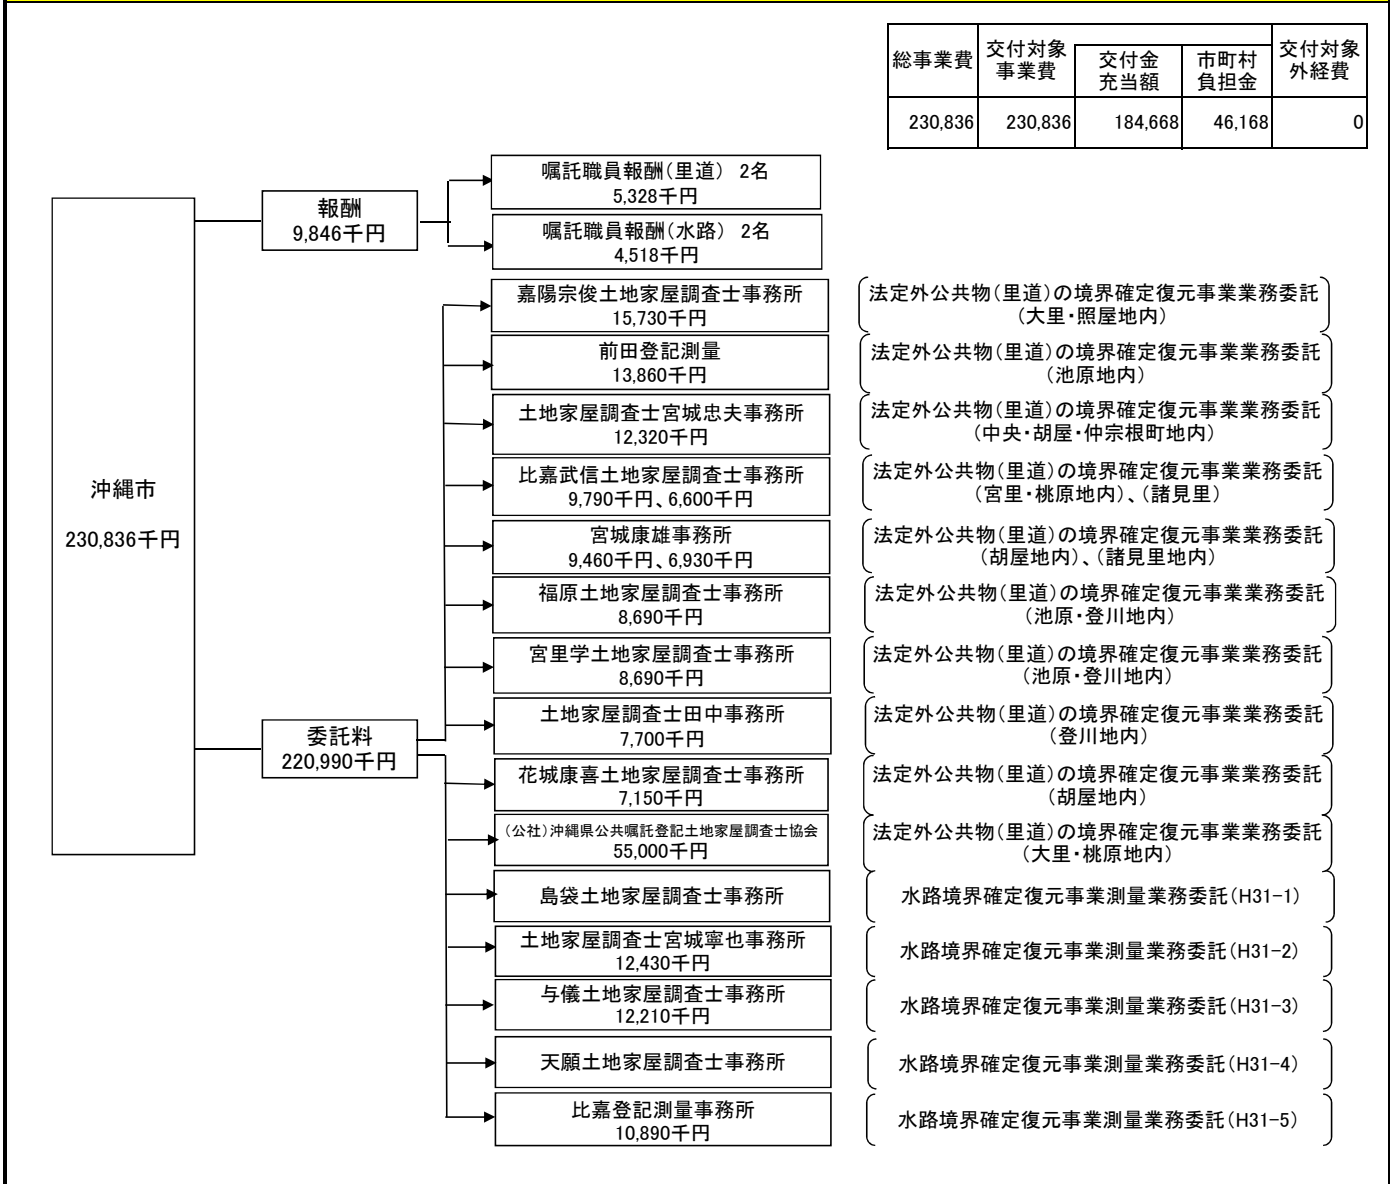 総事業費
交付対象
事業費
交付金
充当額
市町村
負担金
交付対象
外経費
230,836
230,836
184,668
46,168
0
沖縄市
230,836千円
報酬
9,846千円
嘱託職員報酬(里道) 2名
5,328千円
嘱託職員報酬(水路) 2名
4,518千円
委託料
220,990千円
嘉陽宗俊土地家屋調査士事務所
15,730千円
法定外公共物(里道)の境界確定復元事業業務委託
(大里・照屋地内)
前田登記測量
13,860千円
法定外公共物(里道)の境界確定復元事業業務委託
(池原地内)
土地家屋調査士宮城忠夫事務所
12,320千円
法定外公共物(里道)の境界確定復元事業業務委託
(中央・胡屋・仲宗根町地内)
比嘉武信土地家屋調査士事務所
9,790千円、6,600千円
法定外公共物(里道)の境界確定復元事業業務委託
(宮里・桃原地内)、(諸見里)
宮城康雄事務所
9,460千円、6,930千円
法定外公共物(里道)の境界確定復元事業業務委託
(胡屋地内)、(諸見里地内)
福原土地家屋調査士事務所
8,690千円
法定外公共物(里道)の境界確定復元事業業務委託
(池原・登川地内)
宮里学土地家屋調査士事務所
8,690千円
法定外公共物(里道)の境界確定復元事業業務委託
(池原・登川地内)
土地家屋調査士田中事務所
7,700千円
法定外公共物(里道)の境界確定復元事業業務委託
(登川地内)
花城康喜土地家屋調査士事務所
7,150千円
法定外公共物(里道)の境界確定復元事業業務委託
(胡屋地内)
(公社)沖縄県公共嘱託登記土地家屋調査士協会
55,000千円
法定外公共物(里道)の境界確定復元事業業務委託
(大里・桃原地内)
島袋土地家屋調査士事務所
水路境界確定復元事業測量業務委託(H31-1)
土地家屋調査士宮城寧也事務所
12,430千円
水路境界確定復元事業測量業務委託(H31-2)
与儀土地家屋調査士事務所
12,210千円
水路境界確定復元事業測量業務委託(H31-3)
天願土地家屋調査士事務所
水路境界確定復元事業測量業務委託(H31-4)
比嘉登記測量事務所
10,890千円
水路境界確定復元事業測量業務委託(H31-5)